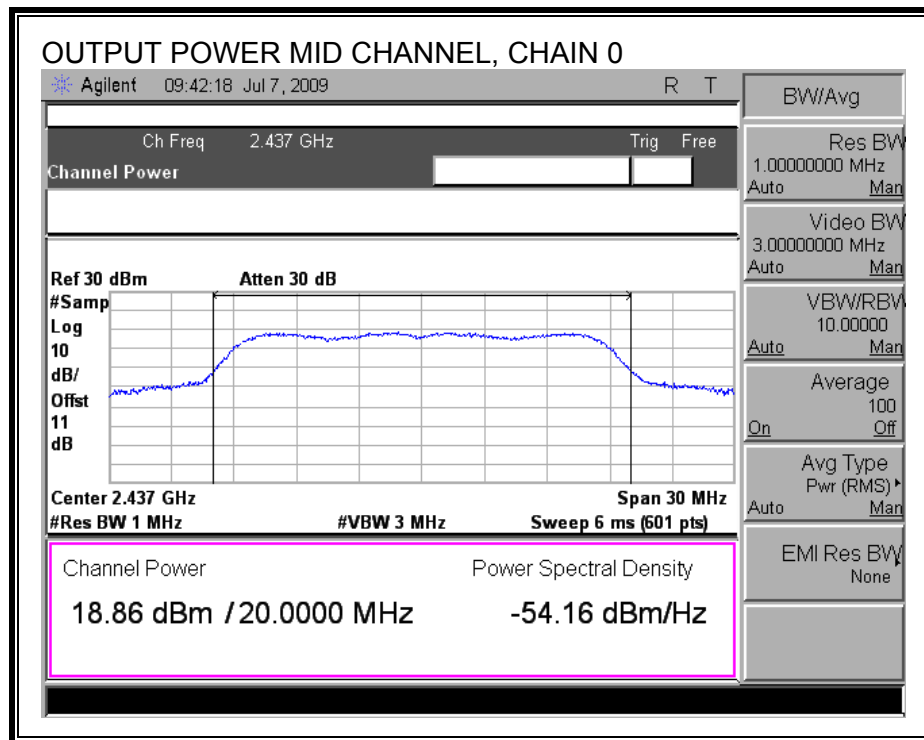 OUTPUT POWER MID CHANNEL, CHAIN 0
Agilent 09:42:18 Jul 7, 2009 R T
Ch Freq 2.437 GHz Trig Free
Channel Power
Ref 30 dBm Atten 30 dB
#Samp
Log
10
dB/
Offst
11
dB
Center 2.437 GHz Span 30 MHz
#Res BW 1 MHz #VBW 3 MHz Sweep 6 ms (601 pts)
Channel Power Power Spectral Density
18.86 dBm / 20.0000 MHz -54.16 dBm/Hz
BW/Avg
Res BW
1.00000000 MHz
Auto Man
Video BW
3.00000000 MHz
Auto Man
VBW/RBW
10.00000
Auto Man
Average
100
On Off
Avg Type
Pwr (RMS)
Auto Man
EMI Res BW
None